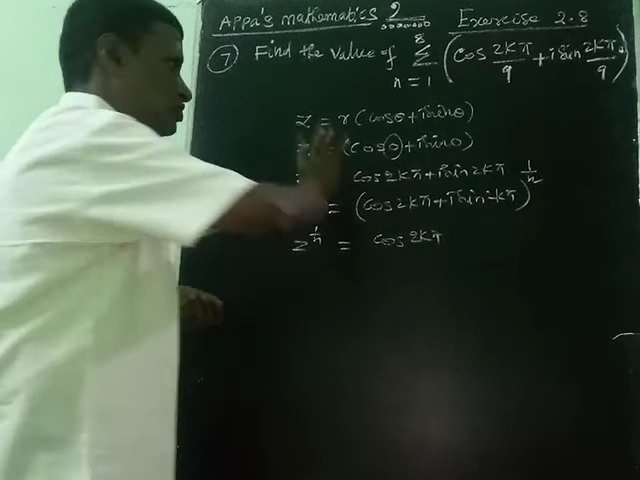 Appa's mathematics 2 Exercise 2.8
7 Find the value of 8 Σ n = 1 (cos 2kπ/9 + i sin 2kπ/9)
z = r (cosθ + i sinθ)
= (cosθ + i sinθ)
cos 2kπ + i sin 2kπ
= (cos 2kπ + i sin 2kπ) 1/n
z 1/n = cos 2kπ